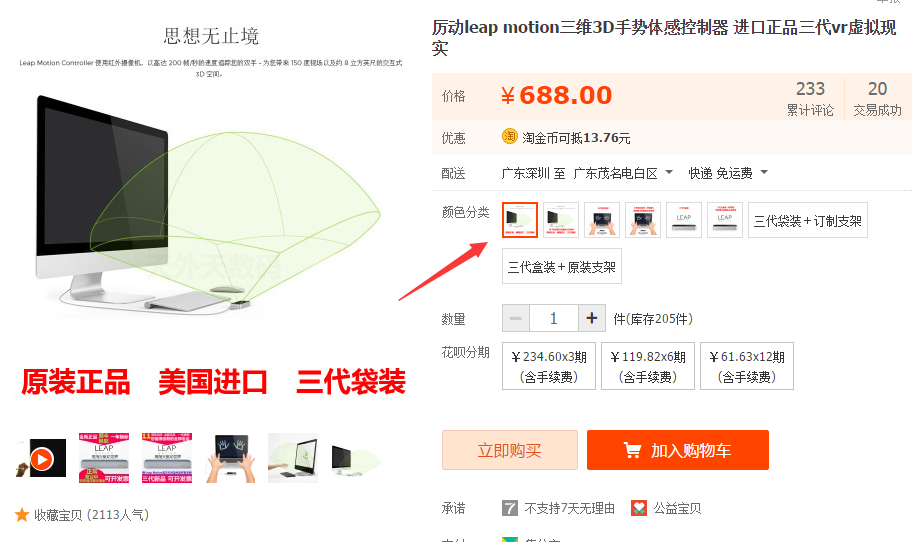 厉动leap motion三维3D手势体感控制器 进口正品三代vr虚拟现
实
思想无止境
Leap Motion Controller 使用红外摄像机，以高达 200 帧/秒的速度追踪您的双手 – 为您带来 150 度视场以及约 8 立方英尺的交互式
3D 空间。
原装正品 美国进口 三代袋装
收藏宝贝 (2113人气)
价格
¥688.00
233
累计评论
20
交易成功
优惠
淘金币可抵13.76元
配送
广东深圳 至 广东茂名电白区
快递 免运费
颜色分类
三代袋装＋订制支架
三代盒装＋原装支架
数量
− 1 +
件(库存205件)
花呗分期
¥234.60x3期
（含手续费）
¥119.82x6期
（含手续费）
¥61.63x12期
（含手续费）
立即购买
加入购物车
承诺
7 不支持7天无理由
公益宝贝